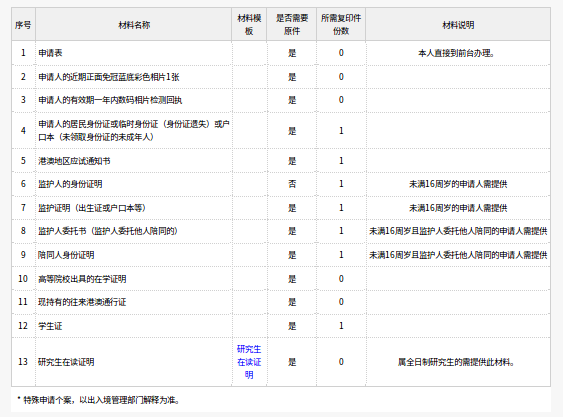 序号 材料名称 材料模板 是否需要原件 所需复印件份数 材料说明
1 申请表 是 0 本人直接到前台办理。
2 申请人的近期正面免冠蓝底彩色相片1张 是 0
3 申请人的有效期一年内数码相片检测回执 是 0
4 申请人的居民身份证或临时身份证（身份证遗失）或户口本（未领取身份证的未成年人） 是 1
5 港澳地区应试通知书 是 1
6 监护人的身份证明 否 1 未满16周岁的申请人需提供
7 监护证明（出生证或户口本等） 是 1 未满16周岁的申请人需提供
8 监护人委托书（监护人委托他人陪同的） 是 1 未满16周岁且监护人委托他人陪同的申请人需提供
9 陪同人身份证明 是 1 未满16周岁且监护人委托他人陪同的申请人需提供
10 高等院校出具的在学证明 是 0
11 现持有的往来港澳通行证 是 0
12 学生证 是 1
13 研究生在读证明 研究生在读证明 是 0 属全日制研究生的需提供此材料。
* 特殊申请个案，以出入境管理部门解释为准。